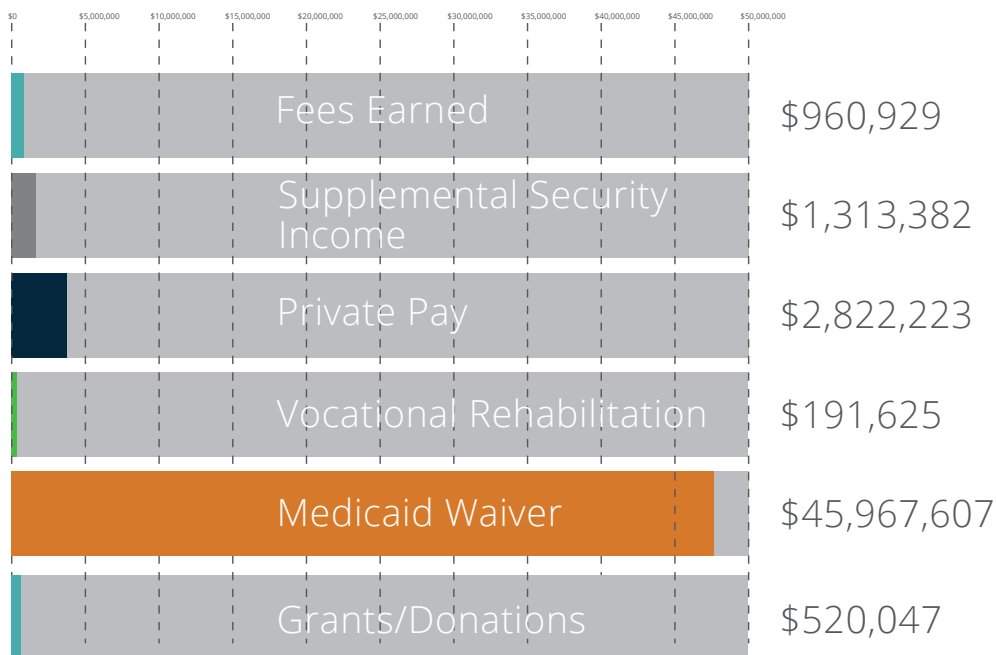 $0 $5,000,000 $10,000,000 $15,000,000 $20,000,000 $25,000,000 $30,000,000 $35,000,000 $40,000,000 $45,000,000 $50,000,000
Fees Earned $960,929
Supplemental Security
Income $1,313,382
Private Pay $2,822,223
Vocational Rehabilitation $191,625
Medicaid Waiver $45,967,607
Grants/Donations $520,047